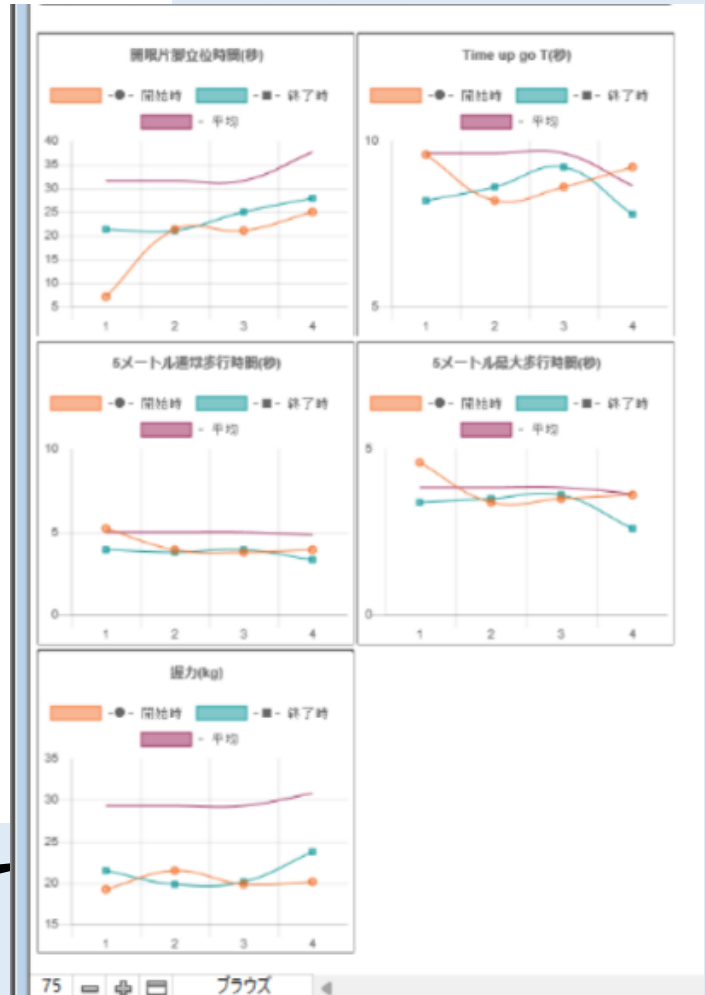 開眼片脚立位時間(秒)
-●- 開始時 -■- 終了時
- 平均
40
35
30
25
20
15
10
5
1 2 3 4
Time up go T(秒)
-●- 開始時 -■- 終了時
- 平均
10
5
1 2 3 4
5メートル通常歩行時間(秒)
-●- 開始時 -■- 終了時
- 平均
10
5
0
1 2 3 4
5メートル最大歩行時間(秒)
-●- 開始時 -■- 終了時
- 平均
5
0
1 2 3 4
握力(kg)
-●- 開始時 -■- 終了時
- 平均
35
30
25
20
15
1 2 3 4
75 ブラウズ